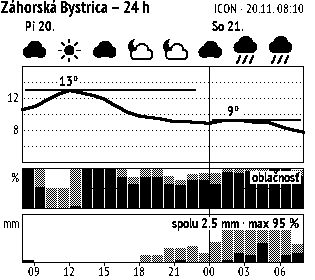 Záhorská Bystrica – 24 h
ICON - 20.11. 08:10
Pi 20.
So 21.
13°
9°
12
8
%
oblačnosť
mm
spolu 2.5 mm · max 95 %
09 12 15 18 21 00 03 06